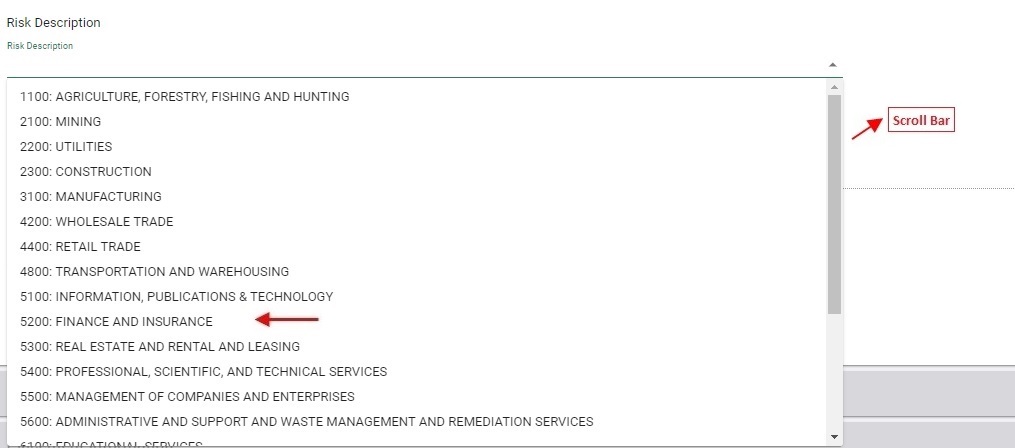 Risk Description
Risk Description
1100: AGRICULTURE, FORESTRY, FISHING AND HUNTING
2100: MINING
Scroll Bar
2200: UTILITIES
2300: CONSTRUCTION
3100: MANUFACTURING
4200: WHOLESALE TRADE
4400: RETAIL TRADE
4800: TRANSPORTATION AND WAREHOUSING
5100: INFORMATION, PUBLICATIONS & TECHNOLOGY
5200: FINANCE AND INSURANCE
5300: REAL ESTATE AND RENTAL AND LEASING
5400: PROFESSIONAL, SCIENTIFIC, AND TECHNICAL SERVICES
5500: MANAGEMENT OF COMPANIES AND ENTERPRISES
5600: ADMINISTRATIVE AND SUPPORT AND WASTE MANAGEMENT AND REMEDIATION SERVICES
6100: EDUCATIONAL SERVICES